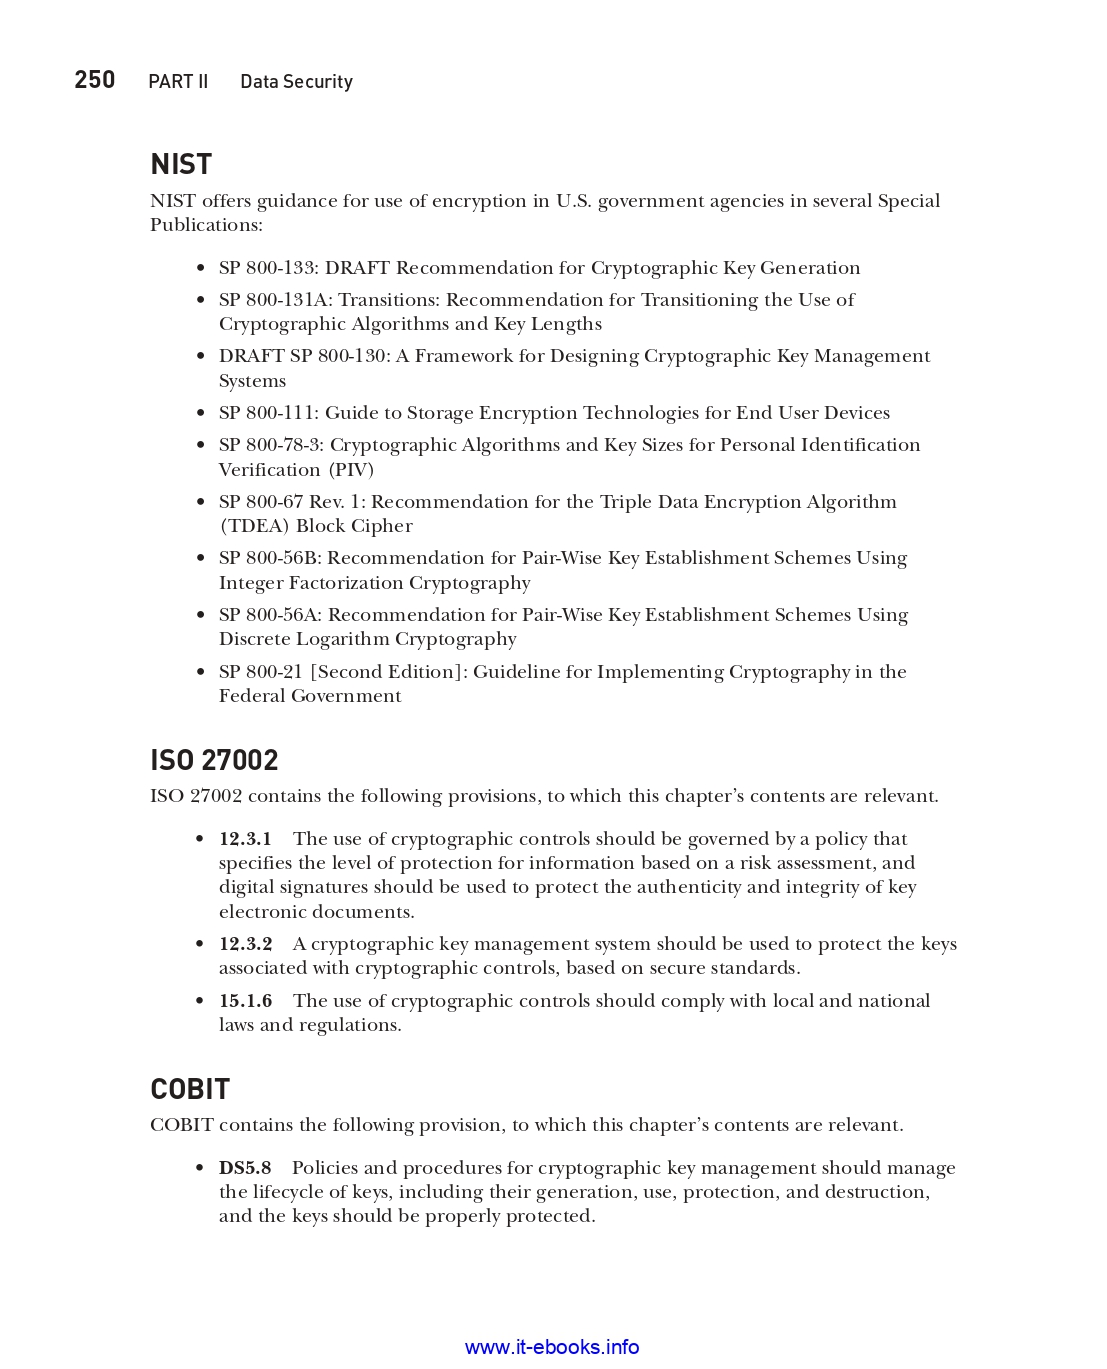 250 PART II Data Security
NIST
NIST offers guidance for use of encryption in U.S. government agencies in several Special
Publications:
• SP 800-133: DRAFT Recommendation for Cryptographic Key Generation
• SP 800-131A: Transitions: Recommendation for Transitioning the Use of
Cryptographic Algorithms and Key Lengths
• DRAFT SP 800-130: A Framework for Designing Cryptographic Key Management
Systems
• SP 800-111: Guide to Storage Encryption Technologies for End User Devices
• SP 800-78-3: Cryptographic Algorithms and Key Sizes for Personal Identification
Verification (PIV)
• SP 800-67 Rev. 1: Recommendation for the Triple Data Encryption Algorithm
(TDEA) Block Cipher
• SP 800-56B: Recommendation for Pair-Wise Key Establishment Schemes Using
Integer Factorization Cryptography
• SP 800-56A: Recommendation for Pair-Wise Key Establishment Schemes Using
Discrete Logarithm Cryptography
• SP 800-21 [Second Edition]: Guideline for Implementing Cryptography in the
Federal Government
ISO 27002
ISO 27002 contains the following provisions, to which this chapter’s contents are relevant.
• 12.3.1 The use of cryptographic controls should be governed by a policy that
specifies the level of protection for information based on a risk assessment, and
digital signatures should be used to protect the authenticity and integrity of key
electronic documents.
• 12.3.2 A cryptographic key management system should be used to protect the keys
associated with cryptographic controls, based on secure standards.
• 15.1.6 The use of cryptographic controls should comply with local and national
laws and regulations.
COBIT
COBIT contains the following provision, to which this chapter’s contents are relevant.
• DS5.8 Policies and procedures for cryptographic key management should manage
the lifecycle of keys, including their generation, use, protection, and destruction,
and the keys should be properly protected.
www.it-ebooks.info